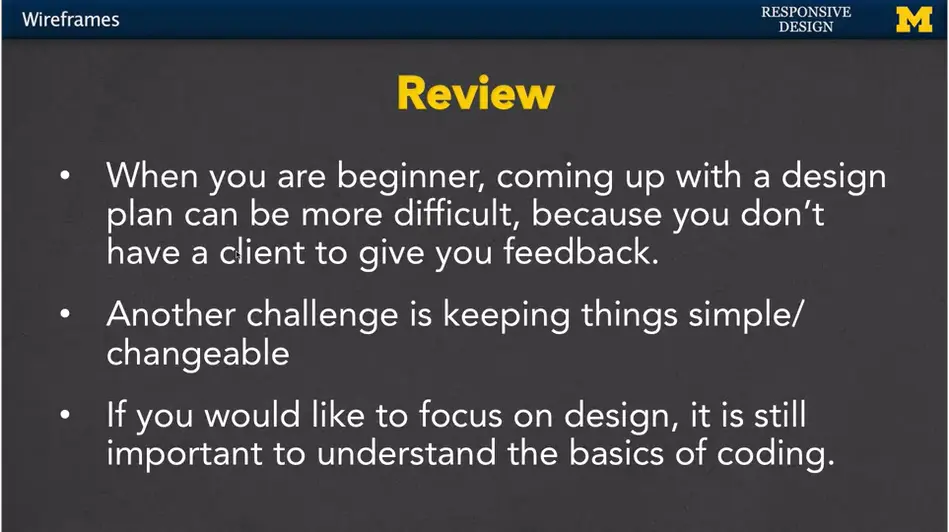 Wireframes
RESPONSIVE
DESIGN
M
Review
• When you are beginner, coming up with a design
plan can be more difficult, because you don't
have a client to give you feedback.
• Another challenge is keeping things simple/
changeable
• If you would like to focus on design, it is still
important to understand the basics of coding.